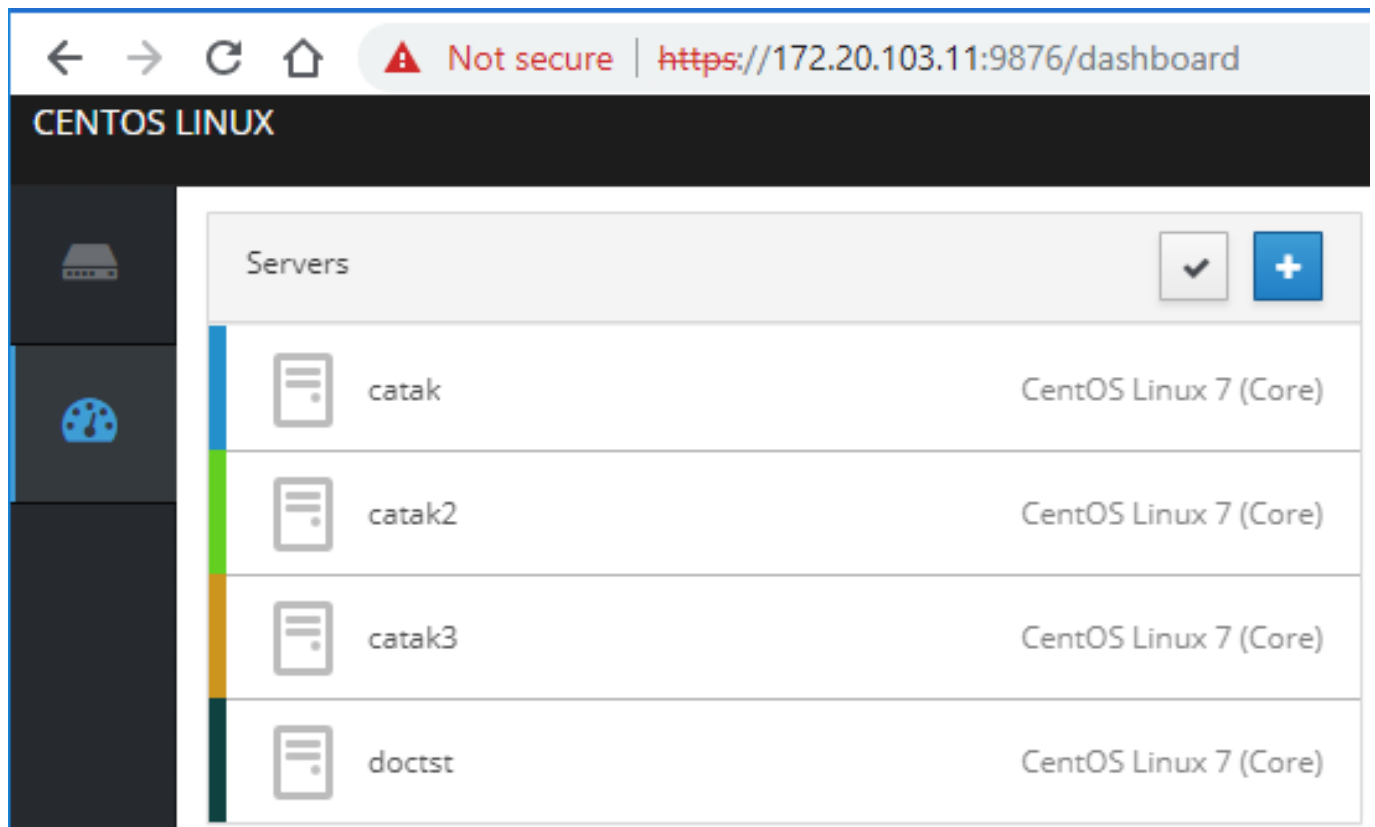 Not secure | https://172.20.103.11:9876/dashboard
CENTOS LINUX
Servers
catak CentOS Linux 7 (Core)
catak2 CentOS Linux 7 (Core)
catak3 CentOS Linux 7 (Core)
doctst CentOS Linux 7 (Core)